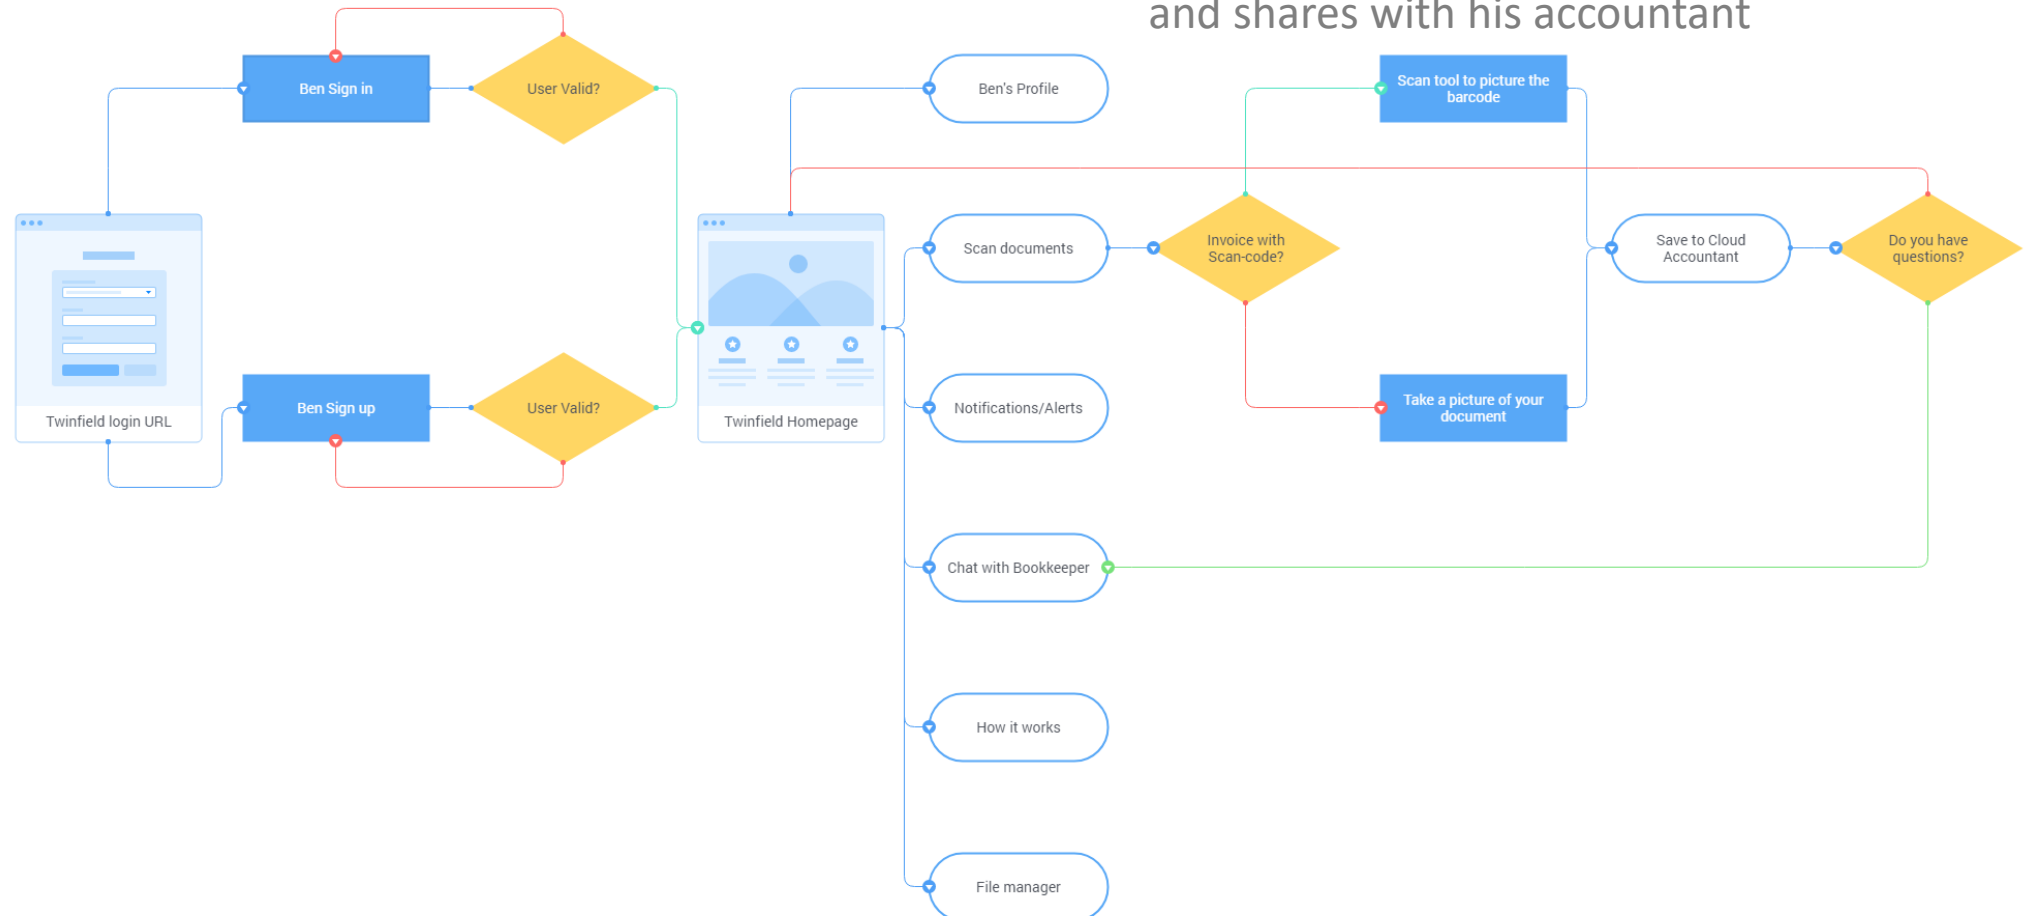 and shares with his accountant
Ben Sign in
User Valid?
Ben's Profile
Scan tool to picture the
barcode
Scan documents
Invoice with
Scan-code?
Save to Cloud
Accountant
Do you have
questions?
Twinfield login URL
Ben Sign up
User Valid?
Twinfield Homepage
Notifications/Alerts
Take a picture of your
document
Chat with Bookkeeper
How it works
File manager